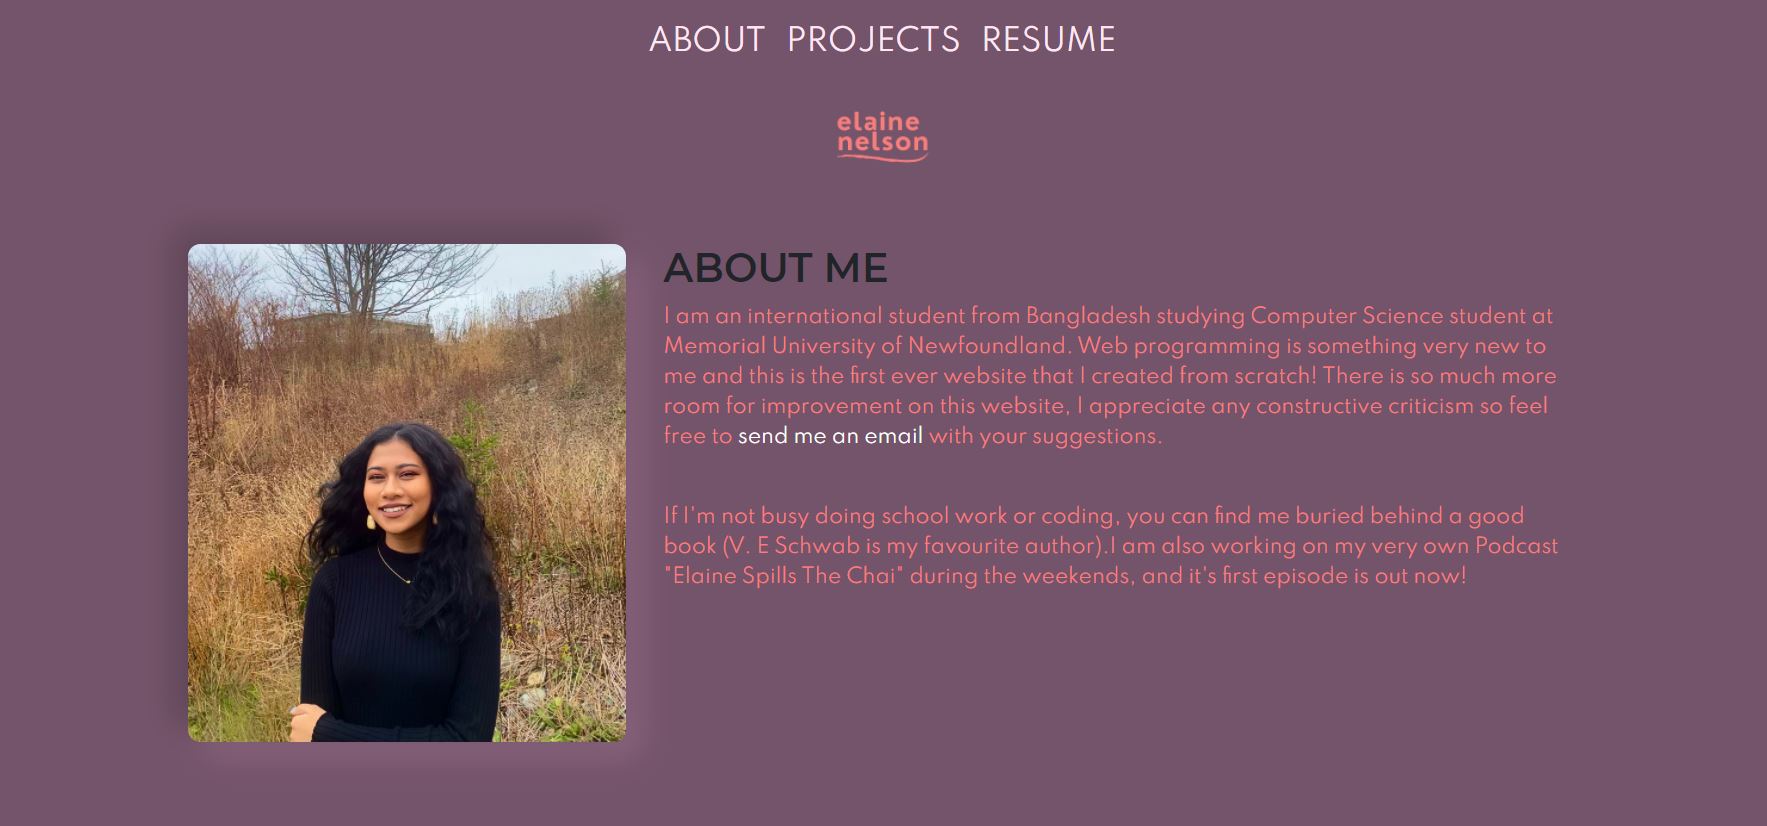 ABOUT PROJECTS RESUME
elaine
nelson
ABOUT ME
I am an international student from Bangladesh studying Computer Science student at
Memorial University of Newfoundland. Web programming is something very new to
me and this is the first ever website that I created from scratch! There is so much more
room for improvement on this website, I appreciate any constructive criticism so feel
free to send me an email with your suggestions.
If I'm not busy doing school work or coding, you can find me buried behind a good
book (V. E Schwab is my favourite author).I am also working on my very own Podcast
"Elaine Spills The Chai" during the weekends, and it's first episode is out now!